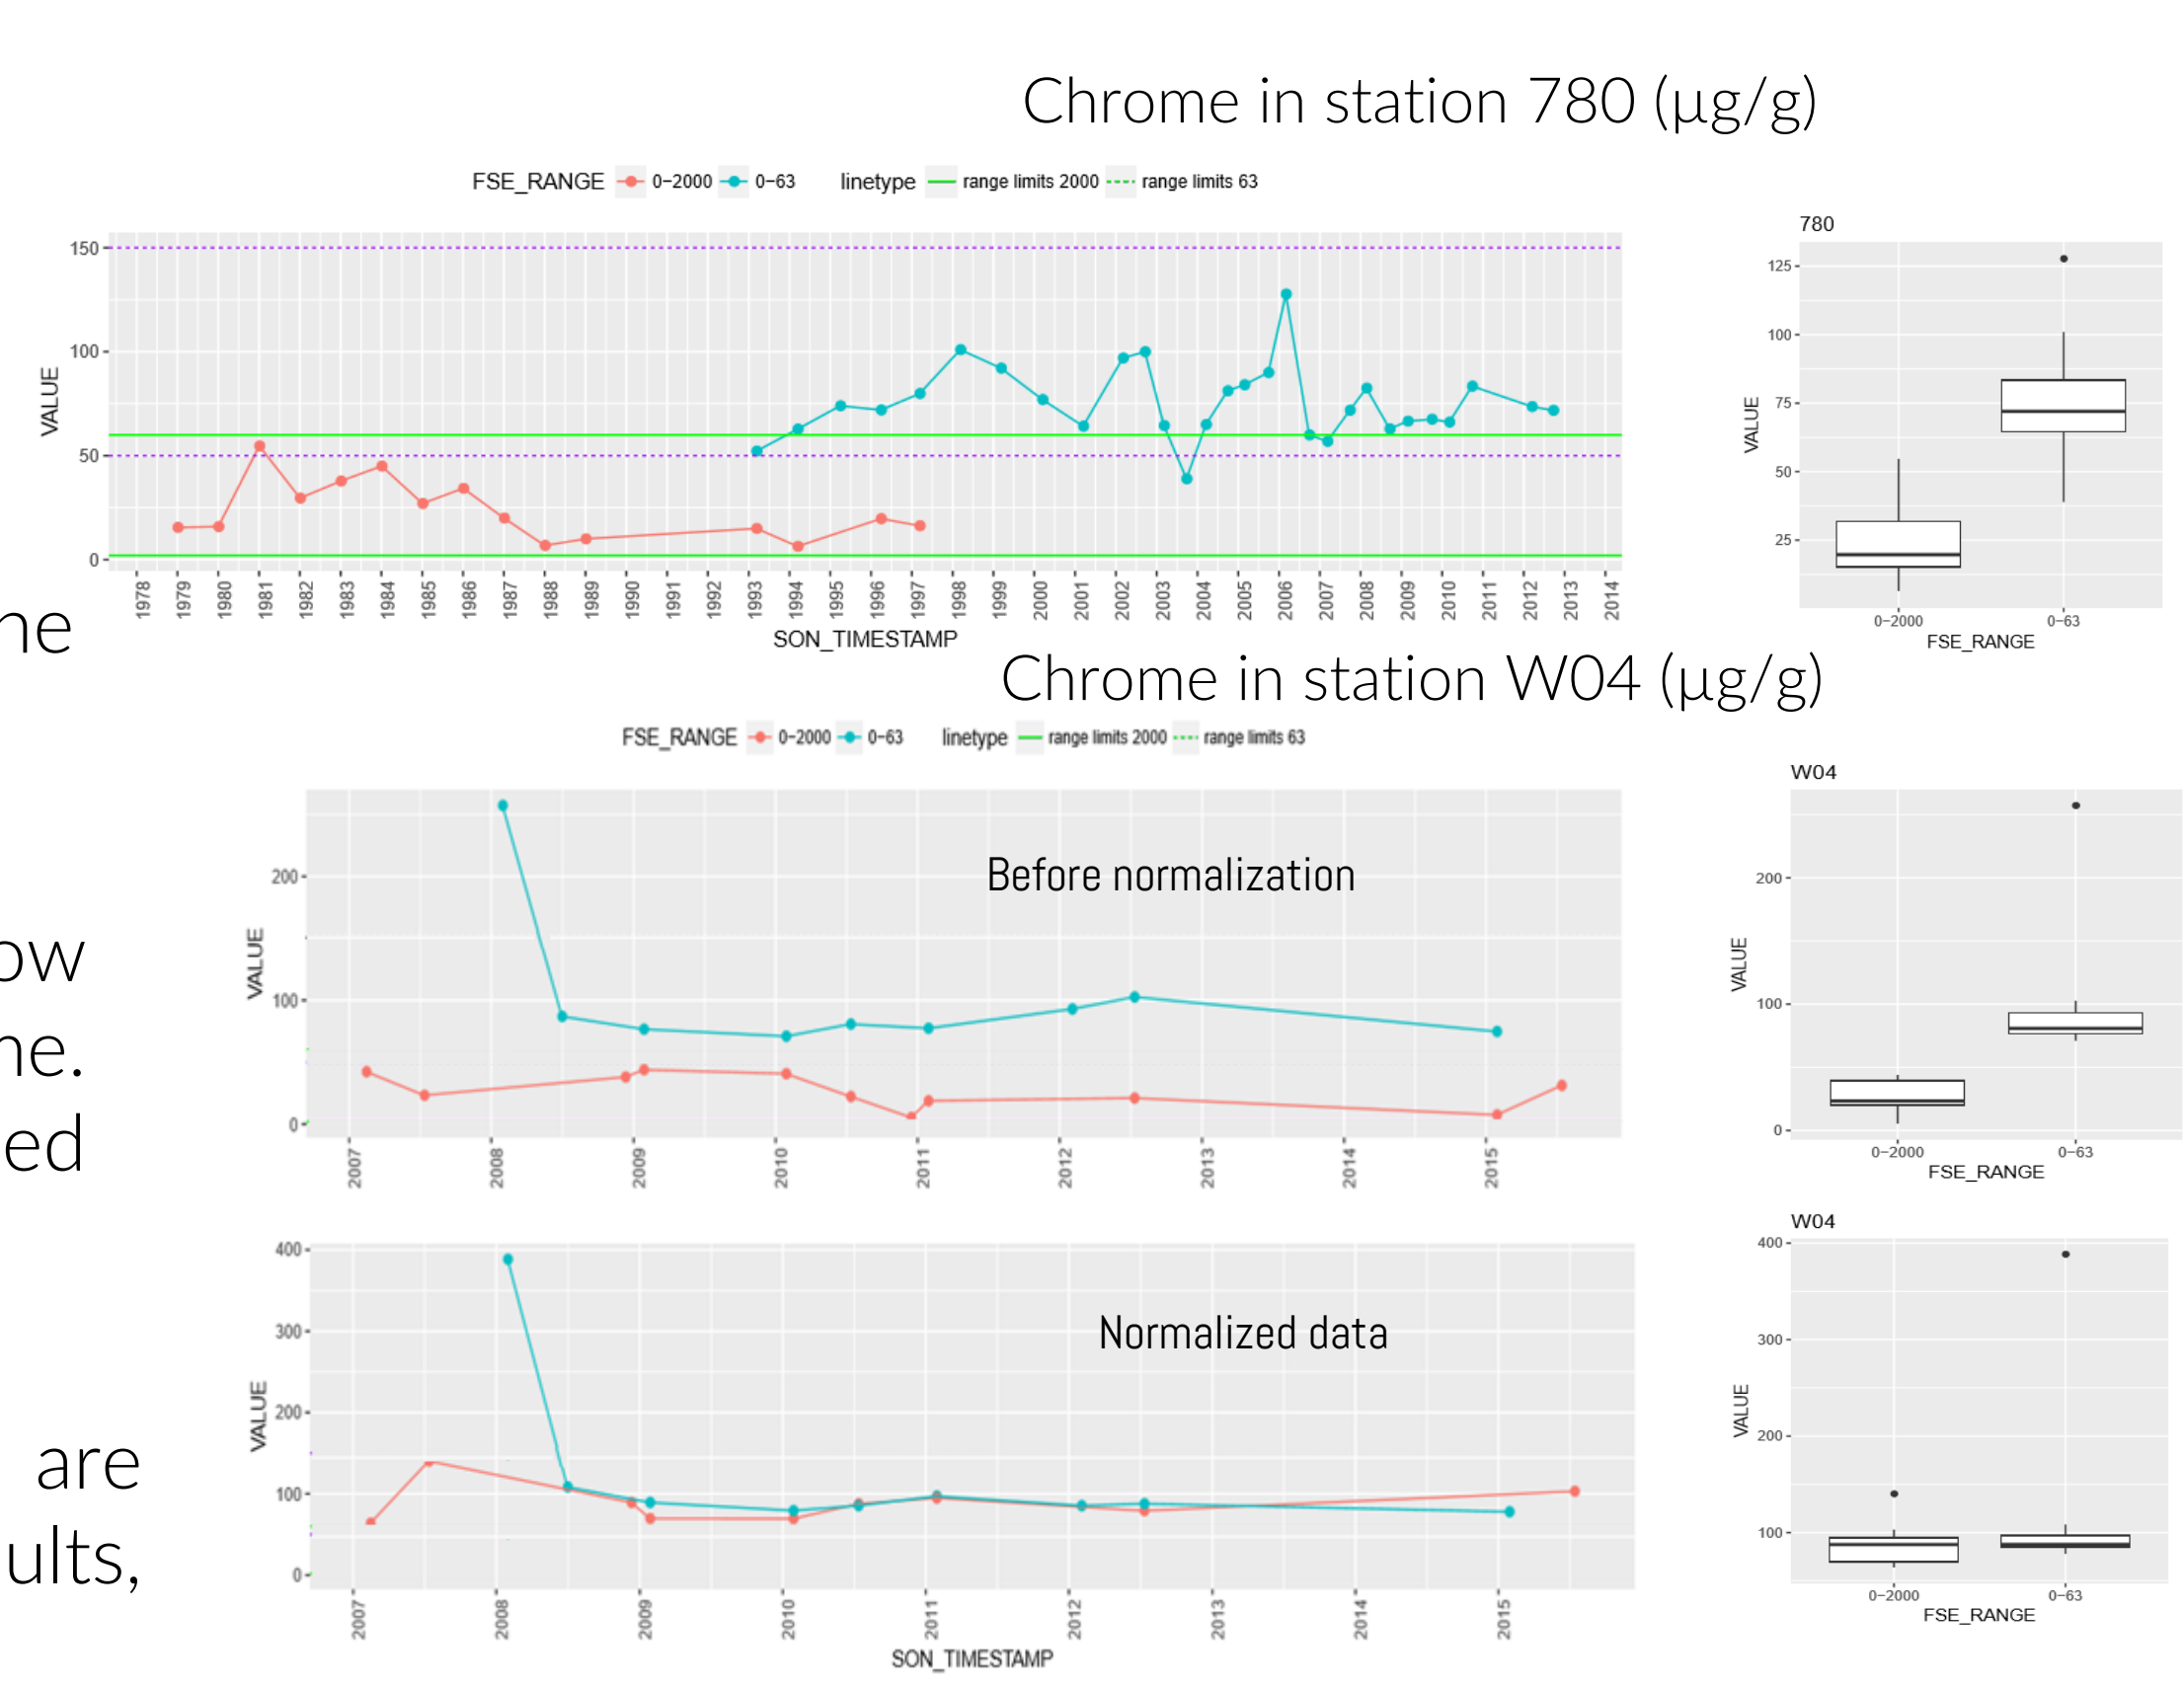 Chrome in station 780 (µg/g)
FSE_RANGE 0−2000 0−63 linetype range limits 2000 range limits 63
150
100
50
0
VALUE
1978 1979 1980 1981 1982 1983 1984 1985 1986 1987 1988 1989 1990 1991 1992 1993 1994 1995 1996 1997 1998 1999 2000 2001 2002 2003 2004 2005 2006 2007 2008 2009 2010 2011 2012 2013 2014
SON_TIMESTAMP
780
125
100
75
50
25
VALUE
0−2000 0−63
FSE_RANGE
ne
Chrome in station W04 (µg/g)
FSE_RANGE 0−2000 0−63 linetype range limits 2000 range limits 63
Before normalization
200
100
0
VALUE
2007 2008 2009 2010 2011 2012 2013 2014 2015
W04
200
100
0
VALUE
0−2000 0−63
FSE_RANGE
ow
ne.
ed
Normalized data
400
300
200
100
0
VALUE
2007 2008 2009 2010 2011 2012 2013 2014 2015
SON_TIMESTAMP
W04
400
300
200
100
VALUE
0−2000 0−63
FSE_RANGE
are
ults,